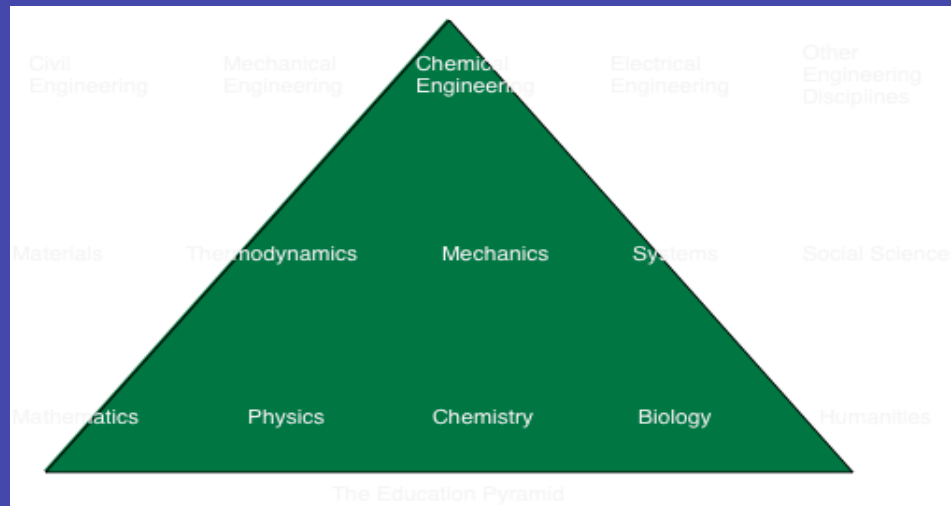 Civil Engineering
Mechanical Engineering
Chemical Engineering
Electrical Engineering
Other Engineering Disciplines
Materials
Thermodynamics
Mechanics
Systems
Social Science
Mathematics
Physics
Chemistry
Biology
Humanities
The Education Pyramid